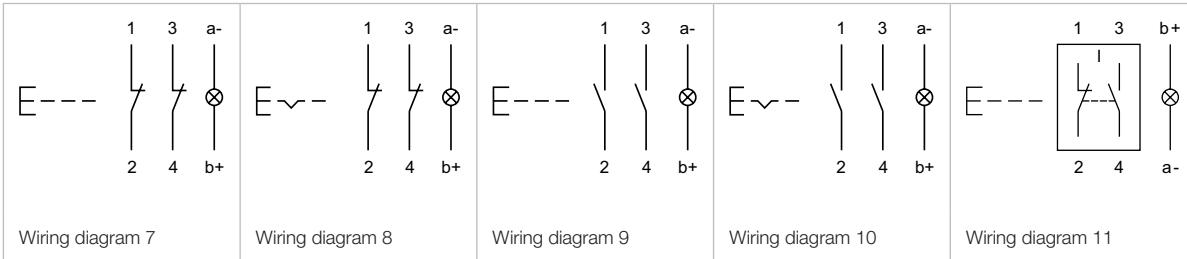 1 3 a-
2 4 b+
Wiring diagram 7
1 3 a-
2 4 b+
Wiring diagram 8
1 3 a-
2 4 b+
Wiring diagram 9
1 3 a-
2 4 b+
Wiring diagram 10
1 3 b+
2 4 a-
Wiring diagram 11